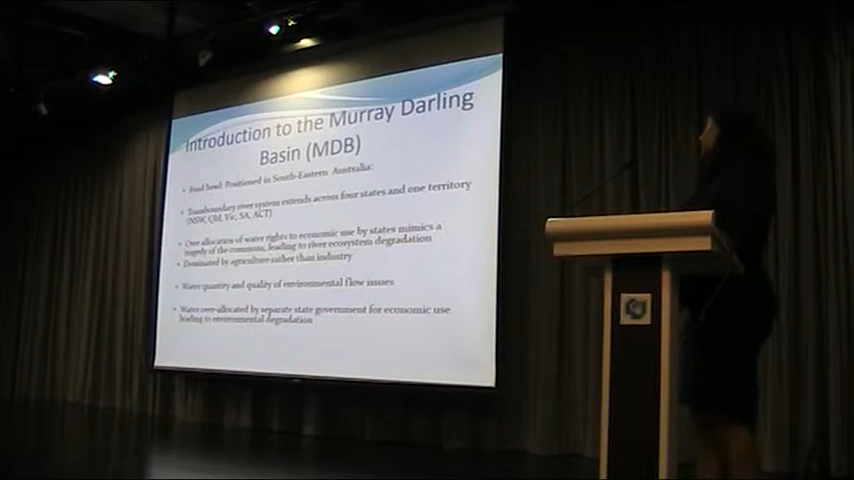 Introduction to the Murray Darling
Basin (MDB)
• Food bowl: Positioned in South-Eastern Australia.
• Transboundary river system extends across four states and one territory
(NSW, Qld, Vic, SA, ACT)
• Over allocation of water rights to economic use by states mimics a
tragedy of the commons, leading to river ecosystem degradation
• Dominated by agriculture rather than industry
• Water quantity and quality of environmental flow issues
• Water over-allocated by separate state government for economic use
leading to environmental degradation